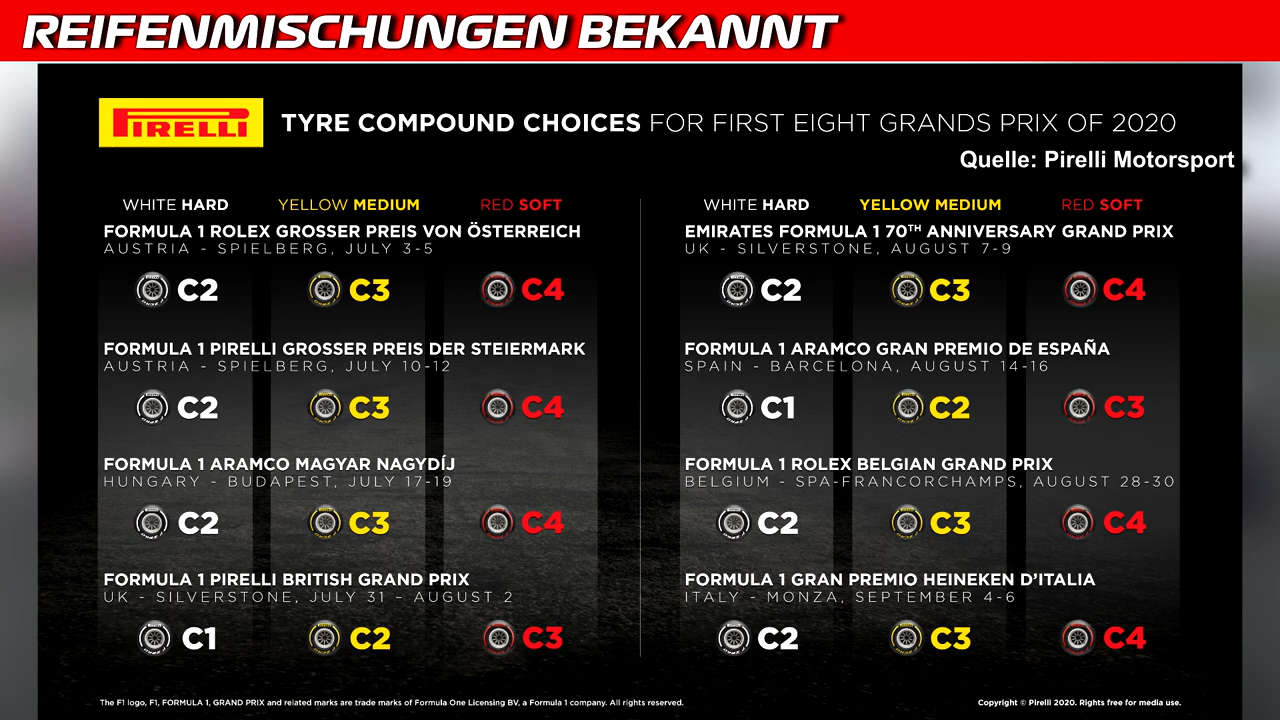 REIFENMISCHUNGEN BEKANNT
PIRELLI
TYRE COMPOUND CHOICES FOR FIRST EIGHT GRANDS PRIX OF 2020
Quelle: Pirelli Motorsport
WHITE HARD YELLOW MEDIUM RED SOFT
FORMULA 1 ROLEX GROSSER PREIS VON ÖSTERREICH
AUSTRIA - SPIELBERG, JULY 3-5
C2 C3 C4
FORMULA 1 PIRELLI GROSSER PREIS DER STEIERMARK
AUSTRIA - SPIELBERG, JULY 10-12
C2 C3 C4
FORMULA 1 ARAMCO MAGYAR NAGYDÍJ
HUNGARY - BUDAPEST, JULY 17-19
C2 C3 C4
FORMULA 1 PIRELLI BRITISH GRAND PRIX
UK - SILVERSTONE, JULY 31 – AUGUST 2
C1 C2 C3
WHITE HARD YELLOW MEDIUM RED SOFT
EMIRATES FORMULA 1 70TH ANNIVERSARY GRAND PRIX
UK - SILVERSTONE, AUGUST 7-9
C2 C3 C4
FORMULA 1 ARAMCO GRAN PREMIO DE ESPAÑA
SPAIN - BARCELONA, AUGUST 14-16
C1 C2 C3
FORMULA 1 ROLEX BELGIAN GRAND PRIX
BELGIUM - SPA-FRANCORCHAMPS, AUGUST 28-30
C2 C3 C4
FORMULA 1 GRAN PREMIO HEINEKEN D'ITALIA
ITALY - MONZA, SEPTEMBER 4-6
C2 C3 C4
The F1 logo, F1, FORMULA 1, GRAND PRIX and related marks are trade marks of Formula One Licensing BV, a Formula 1 company. All rights reserved.
Copyright © Pirelli 2020. Rights free for media use.